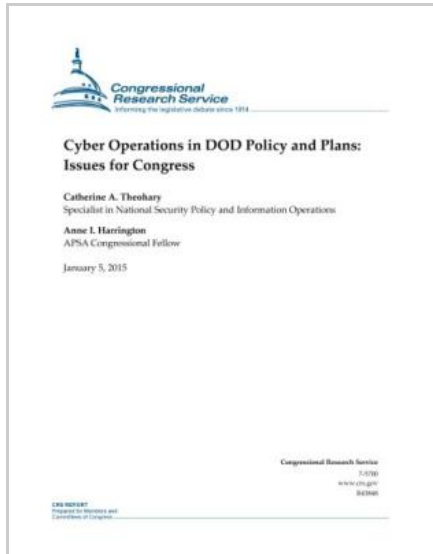 Congressional
Research Service
Informing the legislative debate since 1914
Cyber Operations in DOD Policy and Plans:
Issues for Congress
Catherine A. Theohary
Specialist in National Security Policy and Information Operations
Anne I. Harrington
APSA Congressional Fellow
January 5, 2015
Congressional Research Service
7-5700
www.crs.gov
R43848
CRS REPORT
Prepared for Members and
Committees of Congress